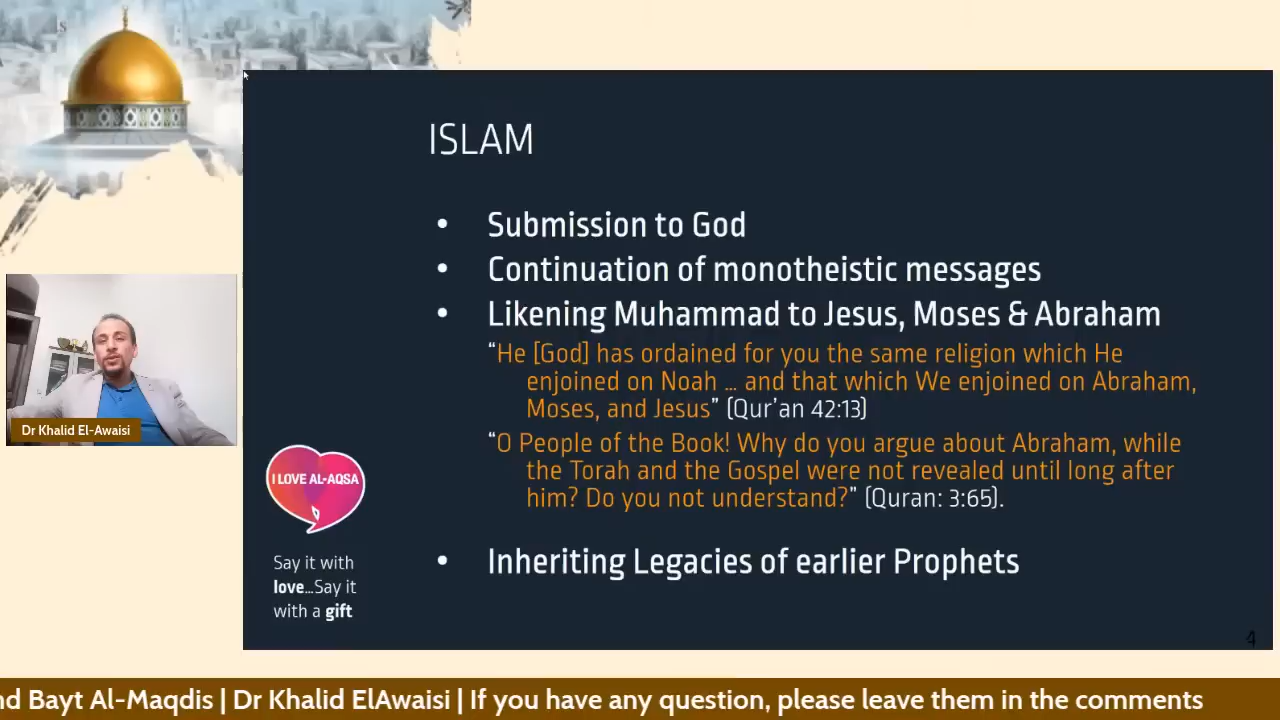 ISLAM
• Submission to God
• Continuation of monotheistic messages
• Likening Muhammad to Jesus, Moses & Abraham
“He [God] has ordained for you the same religion which He
enjoined on Noah ... and that which We enjoined on Abraham,
Moses, and Jesus” (Qur’an 42:13)
“O People of the Book! Why do you argue about Abraham, while
the Torah and the Gospel were not revealed until long after
him? Do you not understand?” (Quran: 3:65).
• Inheriting Legacies of earlier Prophets
4
Dr Khalid El-Awaisi
I LOVE AL-AQSA
Say it with
love...Say it
with a gift
nd Bayt Al-Maqdis | Dr Khalid ElAwaisi | If you have any question, please leave them in the comments